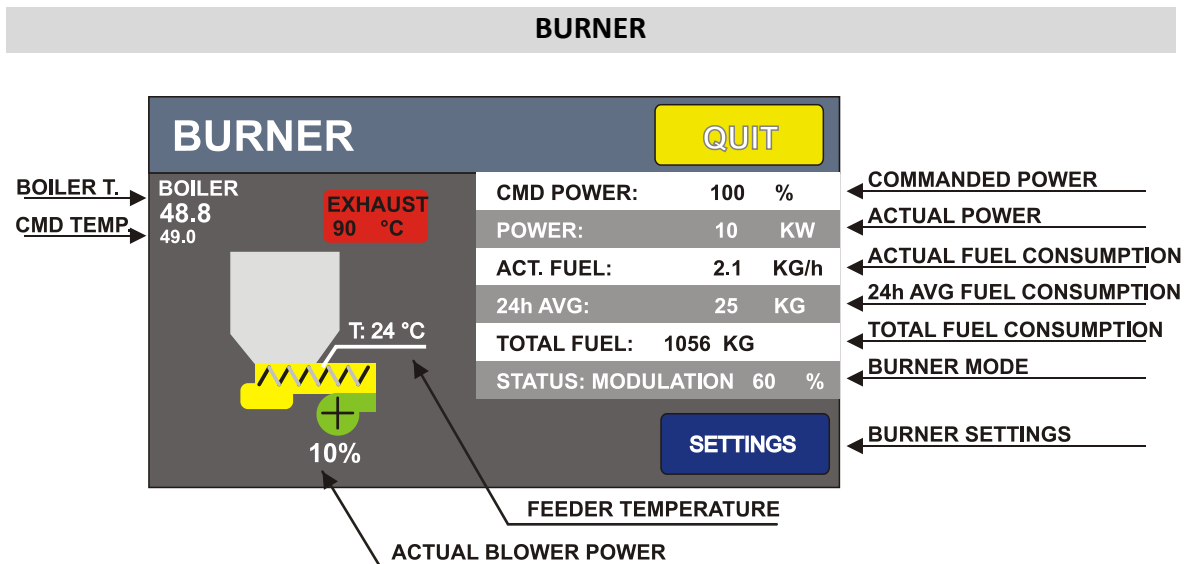 BURNER
BURNER
QUIT
BOILER T.
CMD TEMP.
BOILER
48.8
49.0
EXHAUST
90 °C
T: 24 °C
10%
CMD POWER: 100 %
POWER: 10 KW
ACT. FUEL: 2.1 KG/h
24h AVG: 25 KG
TOTAL FUEL: 1056 KG
STATUS: MODULATION 60 %
SETTINGS
COMMANDED POWER
ACTUAL POWER
ACTUAL FUEL CONSUMPTION
24h AVG FUEL CONSUMPTION
TOTAL FUEL CONSUMPTION
BURNER MODE
BURNER SETTINGS
FEEDER TEMPERATURE
ACTUAL BLOWER POWER